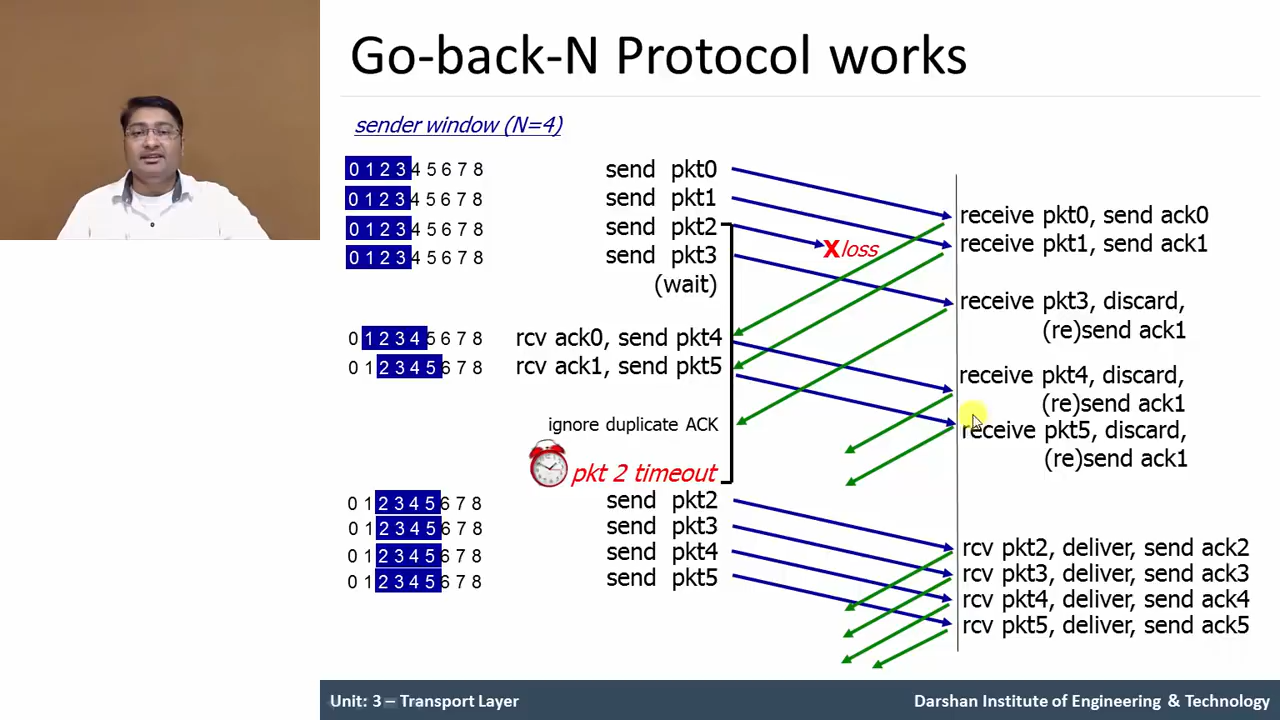 Go-back-N Protocol works
sender window (N=4)
0 1 2 3 4 5 6 7 8 send pkt0
0 1 2 3 4 5 6 7 8 send pkt1
0 1 2 3 4 5 6 7 8 send pkt2
0 1 2 3 4 5 6 7 8 send pkt3
(wait)
X loss
receive pkt0, send ack0
receive pkt1, send ack1
receive pkt3, discard,
(re)send ack1
0 1 2 3 4 5 6 7 8 rcv ack0, send pkt4
0 1 2 3 4 5 6 7 8 rcv ack1, send pkt5
receive pkt4, discard,
(re)send ack1
receive pkt5, discard,
(re)send ack1
ignore duplicate ACK
pkt 2 timeout
0 1 2 3 4 5 6 7 8 send pkt2
0 1 2 3 4 5 6 7 8 send pkt3
0 1 2 3 4 5 6 7 8 send pkt4
0 1 2 3 4 5 6 7 8 send pkt5
rcv pkt2, deliver, send ack2
rcv pkt3, deliver, send ack3
rcv pkt4, deliver, send ack4
rcv pkt5, deliver, send ack5
Unit: 3 – Transport Layer
Darshan Institute of Engineering & Technology